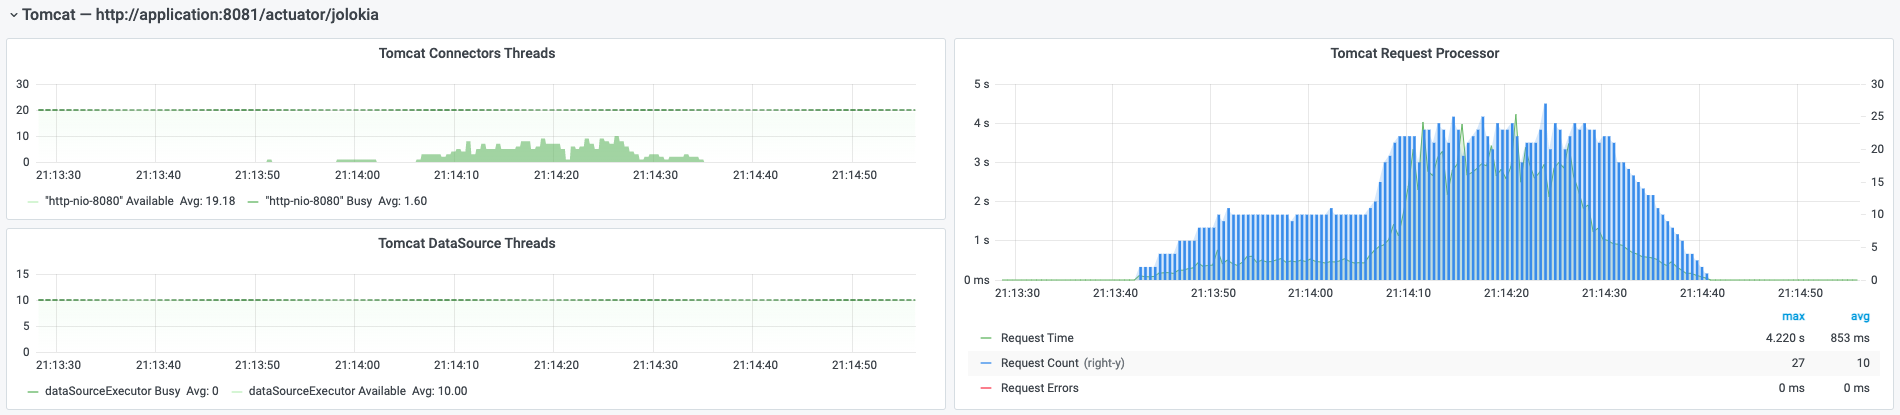 Tomcat — http://application:8081/actuator/jolokia
Tomcat Connectors Threads
30
20
10
0
21:13:30 21:13:40 21:13:50 21:14:00 21:14:10 21:14:20 21:14:30 21:14:40 21:14:50
"http-nio-8080" Available Avg: 19.18 "http-nio-8080" Busy Avg: 1.60
Tomcat DataSource Threads
15
10
5
0
21:13:30 21:13:40 21:13:50 21:14:00 21:14:10 21:14:20 21:14:30 21:14:40 21:14:50
dataSourceExecutor Busy Avg: 0 dataSourceExecutor Available Avg: 10.00
Tomcat Request Processor
5 s 30
4 s 25
20
3 s
15
2 s
10
1 s
5
0 ms 0
21:13:30 21:13:40 21:13:50 21:14:00 21:14:10 21:14:20 21:14:30 21:14:40 21:14:50
max avg
Request Time 4.220 s 853 ms
Request Count (right-y) 27 10
Request Errors 0 ms 0 ms